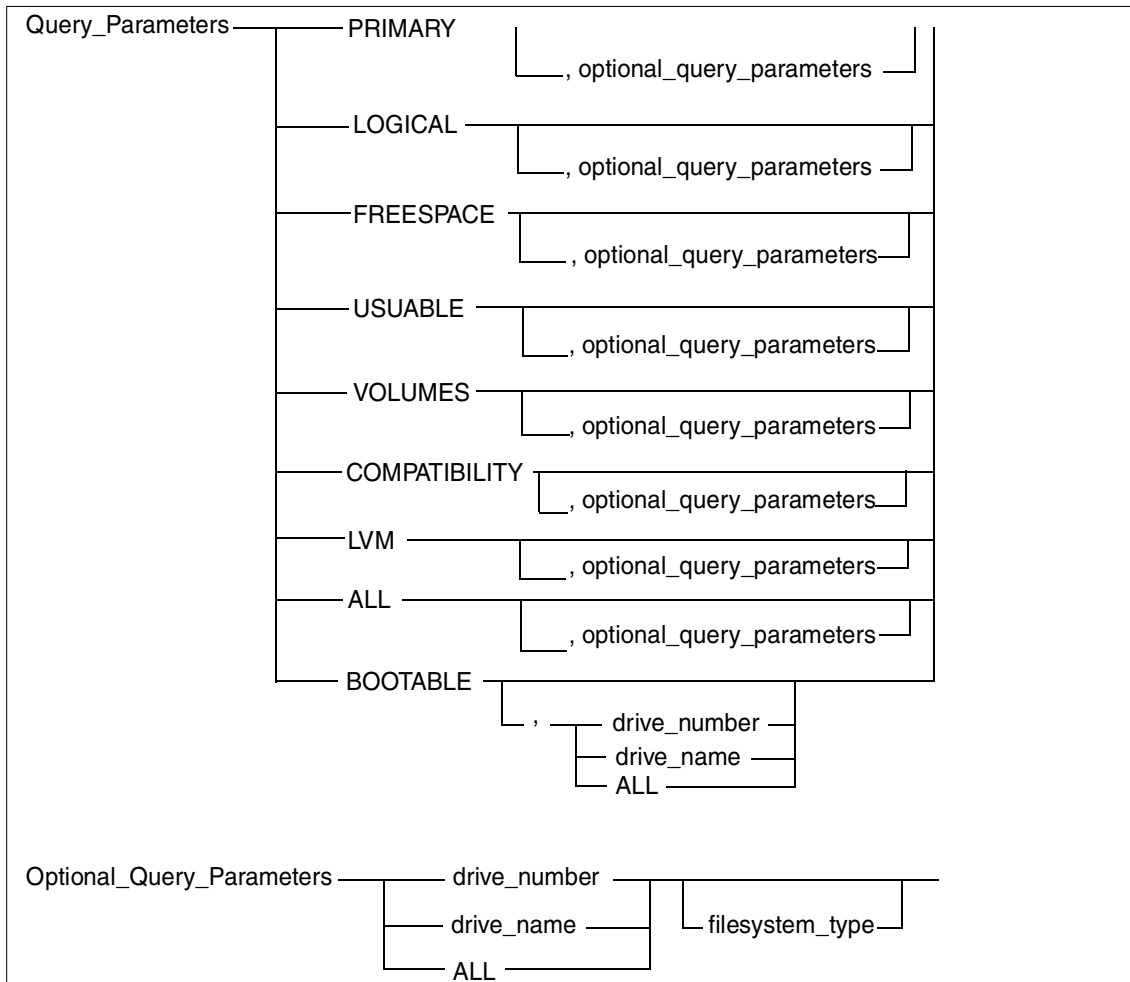 Query_Parameters PRIMARY
, optional_query_parameters
LOGICAL
, optional_query_parameters
FREESPACE
, optional_query_parameters
USUABLE
, optional_query_parameters
VOLUMES
, optional_query_parameters
COMPATIBILITY
, optional_query_parameters
LVM
, optional_query_parameters
ALL
, optional_query_parameters
BOOTABLE
, drive_number
drive_name
ALL
Optional_Query_Parameters drive_number
drive_name filesystem_type
ALL